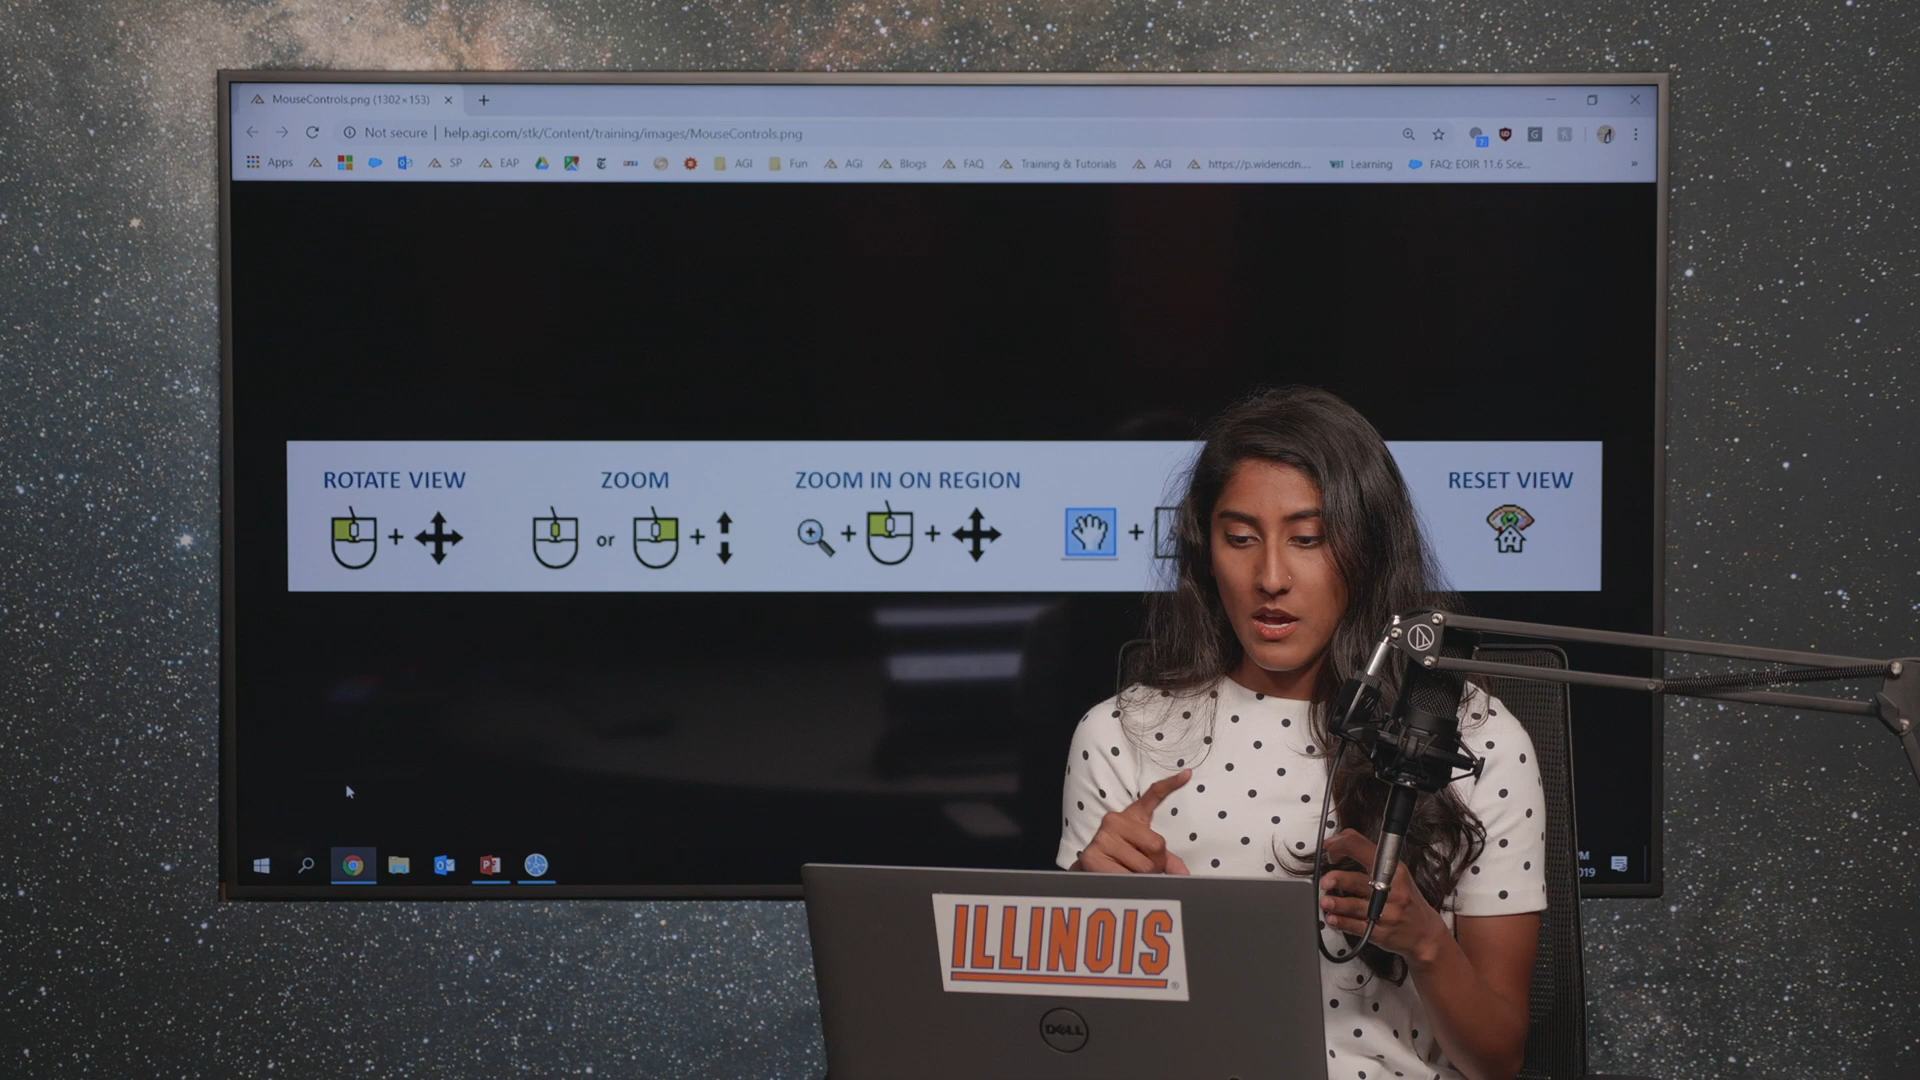 MouseControls.png (1302×153)
Not secure | help.agi.com/stk/Content/training/images/MouseControls.png
Apps SP EAP AGI Fun AGI Blogs FAQ Training & Tutorials AGI https://p.widencdn... Learning FAQ: EOIR 11.6 Sce...
ROTATE VIEW ZOOM ZOOM IN ON REGION RESET VIEW
+ or + + + +
019
ILLINOIS
DELL